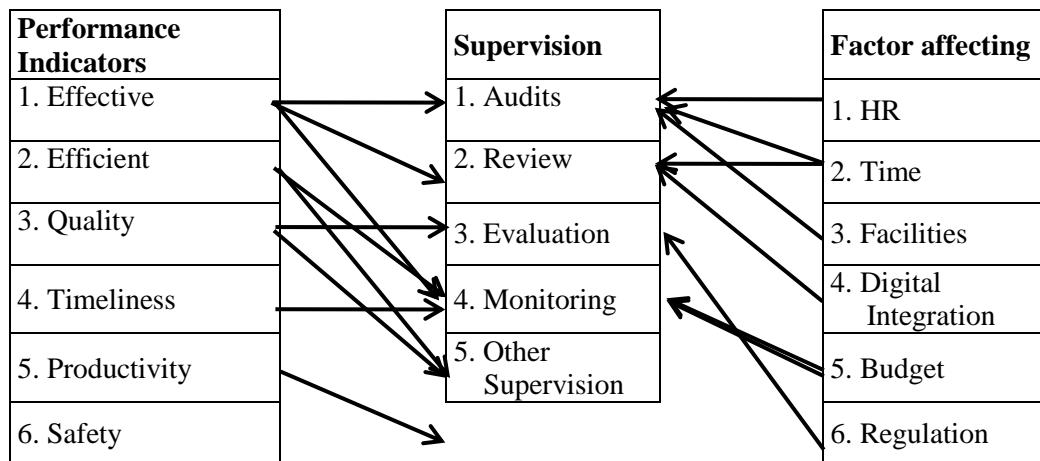 Performance
Indicators
1. Effective
2. Efficient
3. Quality
4. Timeliness
5. Productivity
6. Safety
Supervision
1. Audits
2. Review
3. Evaluation
4. Monitoring
5. Other
Supervision
Factor affecting
1. HR
2. Time
3. Facilities
4. Digital
Integration
5. Budget
6. Regulation